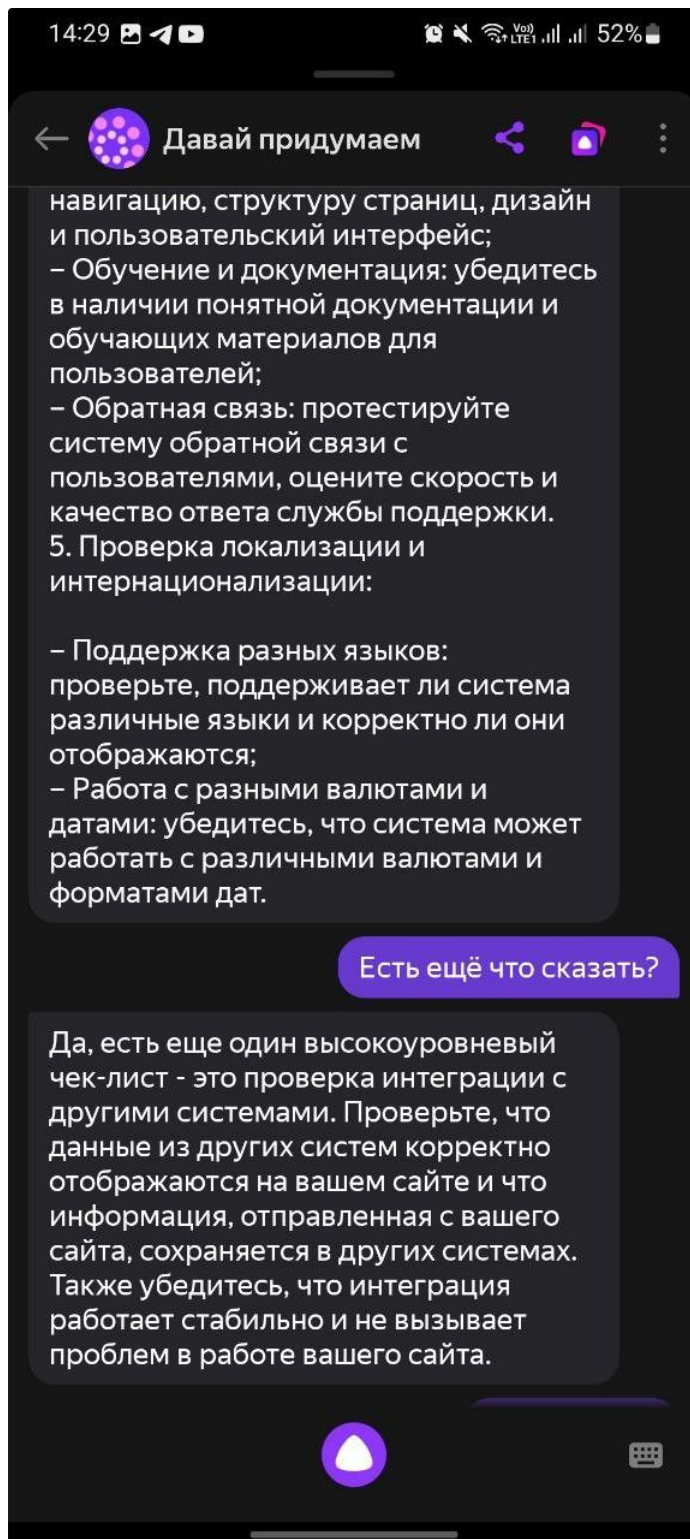 14:29
Vo)) LTE1 52%
Давай придумаем
навигацию, структуру страниц, дизайн
и пользовательский интерфейс;
– Обучение и документация: убедитесь
в наличии понятной документации и
обучающих материалов для
пользователей;
– Обратная связь: протестируйте
систему обратной связи с
пользователями, оцените скорость и
качество ответа службы поддержки.
5. Проверка локализации и
интернационализации:
– Поддержка разных языков:
проверьте, поддерживает ли система
различные языки и корректно ли они
отображаются;
– Работа с разными валютами и
датами: убедитесь, что система может
работать с различными валютами и
форматами дат.
Есть ещё что сказать?
Да, есть еще один высокоуровневый
чек-лист - это проверка интеграции с
другими системами. Проверьте, что
данные из других систем корректно
отображаются на вашем сайте и что
информация, отправленная с вашего
сайта, сохраняется в других системах.
Также убедитесь, что интеграция
работает стабильно и не вызывает
проблем в работе вашего сайта.